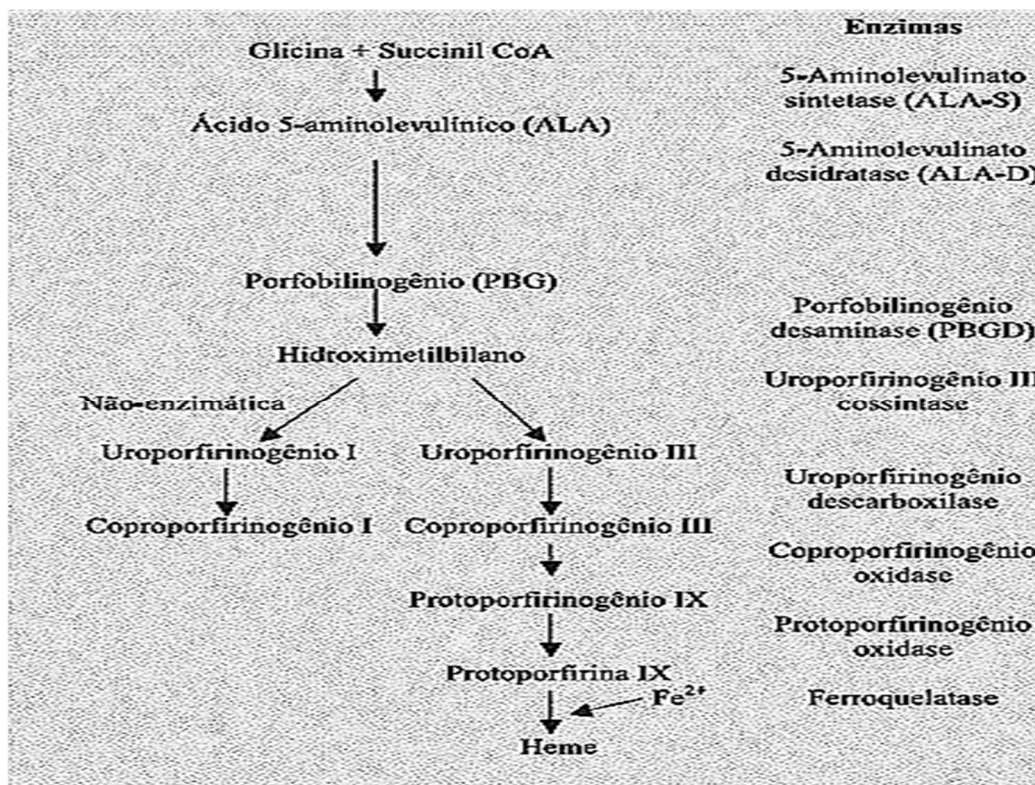 Glicina + Succinil CoA
Ácido 5-aminolevulínico (ALA)
Porfobilinogênio (PBG)
Hidroximetilbilano
Não-enzimática
Uroporfirinogênio I
Uroporfirinogênio III
Coproporfirinogênio I
Coproporfirinogênio III
Protoporfirinogênio IX
Protoporfirina IX
Fe²⁺
Heme
Enzimas
5-Aminolevulinato
sintetase (ALA-S)
5-Aminolevulinato
desidratase (ALA-D)
Porfobilinogênio
desaminase (PBGD)
Uroporfirinogênio III
cossintase
Uroporfirinogênio
descarboxilase
Coproporfirinogênio
oxidase
Protoporfirinogênio
oxidase
Ferroquelatase